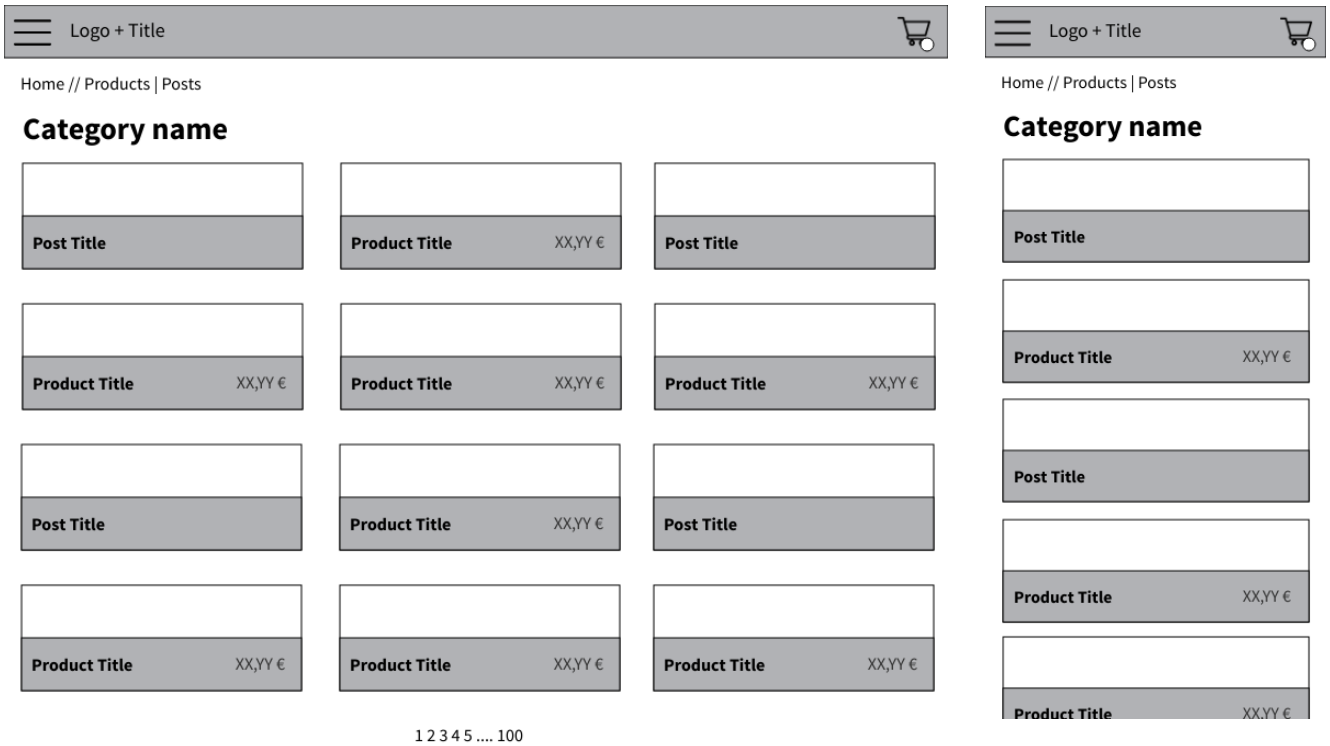 Logo + Title
Home // Products | Posts
Category name
Post Title
Product Title XX,YY €
Post Title
Product Title XX,YY €
Product Title XX,YY €
Product Title XX,YY €
Post Title
Product Title XX,YY €
Post Title
Product Title XX,YY €
Product Title XX,YY €
Product Title XX,YY €
1 2 3 4 5 .... 100
Logo + Title
Home // Products | Posts
Category name
Post Title
Product Title XX,YY €
Post Title
Product Title XX,YY €
Product Title XX,YY €